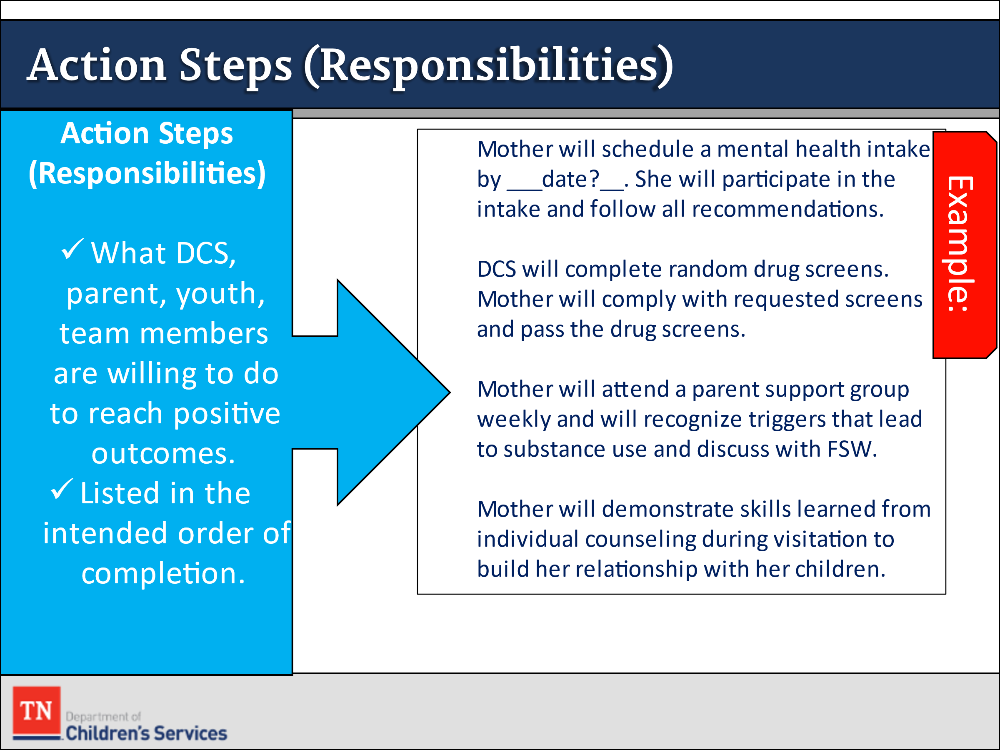 Action Steps (Responsibilities)
Action Steps
(Responsibilities)
✓ What DCS,
parent, youth,
team members
are willing to do
to reach positive
outcomes.
✓ Listed in the
intended order of
completion.
Mother will schedule a mental health intake
by ___date?__. She will participate in the
intake and follow all recommendations.
DCS will complete random drug screens.
Mother will comply with requested screens
and pass the drug screens.
Mother will attend a parent support group
weekly and will recognize triggers that lead
to substance use and discuss with FSW.
Mother will demonstrate skills learned from
individual counseling during visitation to
build her relationship with her children.
Example:
TN
Department of
Children's Services